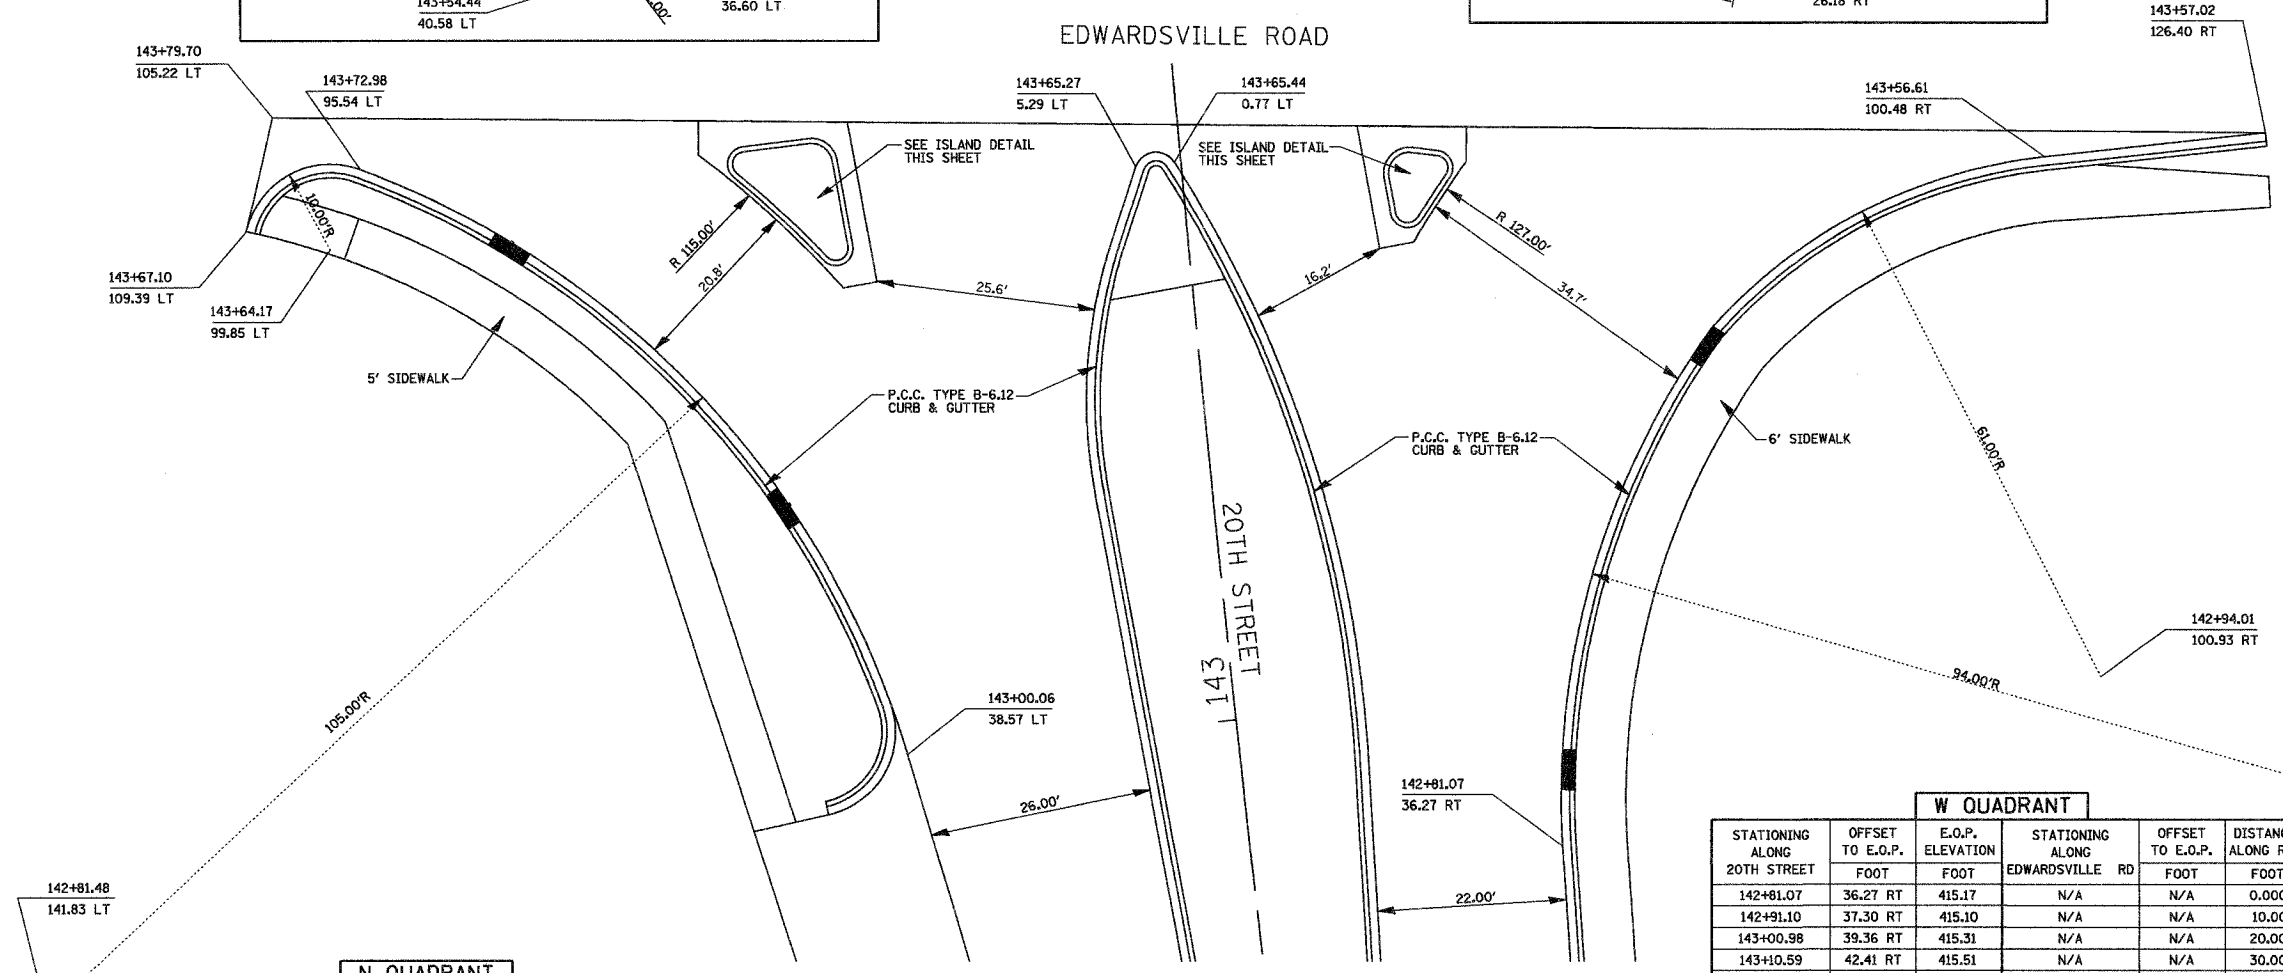 143+54.44
40.58 LT
36.60 LT
26.18 RT
143+57.02
126.40 RT
EDWARDSVILLE ROAD
143+79.70
105.22 LT
143+72.98
95.54 LT
143+65.27
5.29 LT
143+65.44
0.77 LT
143+56.61
100.48 RT
SEE ISLAND DETAIL
THIS SHEET
SEE ISLAND DETAIL
THIS SHEET
10.00'R
R 115.00'
20.8'
25.6'
16.2'
R 127.00'
34.7'
143+67.10
109.39 LT
143+64.17
99.85 LT
5' SIDEWALK
P.C.C. TYPE B-6.12
CURB & GUTTER
P.C.C. TYPE B-6.12
CURB & GUTTER
6' SIDEWALK
61.00'R
20TH STREET
143
142+94.01
100.93 RT
94.00'R
105.00'R
143+00.06
38.57 LT
26.00'
142+81.07
36.27 RT
22.00'
142+81.48
141.83 LT
N QUADRANT
W QUADRANT
STATIONING ALONG 20TH STREET
OFFSET TO E.O.P. FOOT
E.O.P. ELEVATION FOOT
STATIONING ALONG EDWARDSVILLE RD
OFFSET TO E.O.P. FOOT
142+81.07 36.27 RT 415.17 N/A N/A 0.000
142+91.10 37.30 RT 415.10 N/A N/A 10.00
143+00.98 39.36 RT 415.31 N/A N/A 20.00
143+10.59 42.41 RT 415.51 N/A N/A 30.00